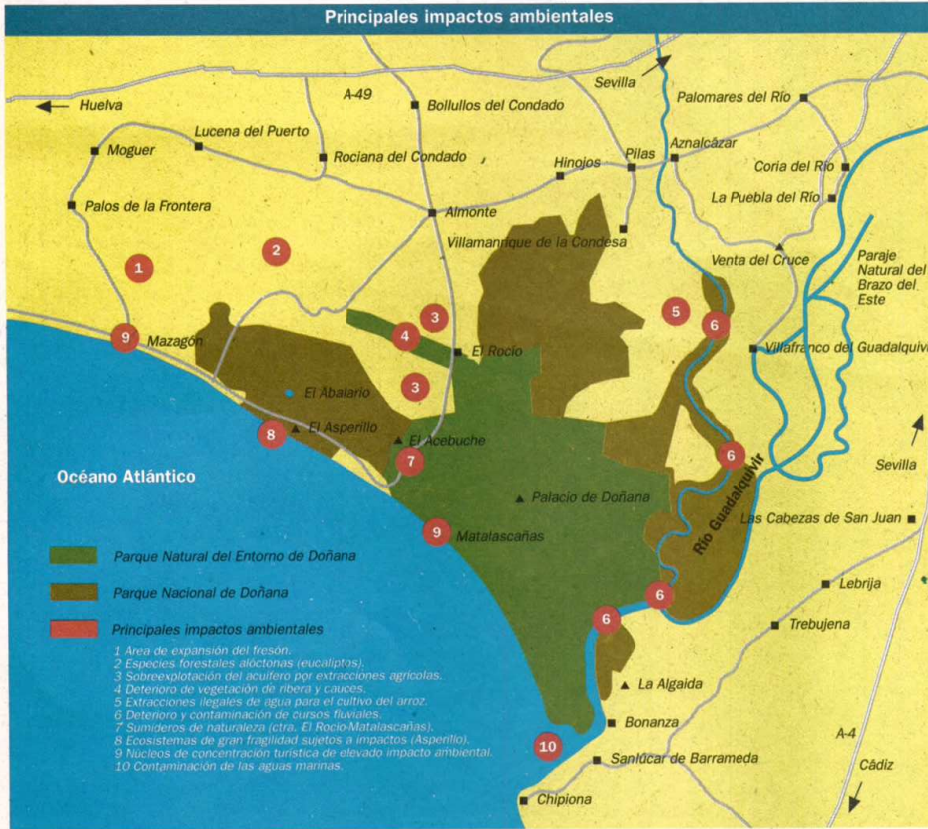 Principales impactos ambientales
Sevilla
Huelva
A-49
Bollullos del Condado
Palomares del Río
Lucena del Puerto
Moguer
Rociana del Condado
Hinojos
Pilas
Aznalcázar
Coria del Río
La Puebla del Río
Palos de la Frontera
Almonte
Villamanrique de la Condesa
Venta del Cruce
Paraje
Natural del
Brazo del
Este
1
2
3
4
5
6
9
Mazagón
El Rocío
Villafranco del Guadalquivir
3
El Abaiario
8
El Asperillo
El Acebuche
7
6
Océano Atlántico
Sevilla
Palacio de Doñana
Río Guadalquivir
Las Cabezas de San Juan
9
Matalascañas
Parque Natural del Entorno de Doñana
Parque Nacional de Doñana
Lebrija
6
6
Trebujena
Principales impactos ambientales
1 Area de expansión del fresón.
2 Especies forestales alóctonas (eucaliptos).
3 Sobreexplotación del acuífero por extracciones agrícolas.
4 Deterioro de vegetación de ribera y cauces.
5 Extracciones ilegales de agua para el cultivo del arroz.
6 Deterioro y contaminación de cursos fluviales.
7 Sumideros de naturaleza (ctra. El Rocío-Matalascañas).
8 Ecosistemas de gran fragilidad sujetos a impactos (Asperillo).
9 Núcleos de concentración turística de elevado impacto ambiental.
10 Contaminación de las aguas marinas.
La Algaida
Bonanza
10
A-4
Sanlúcar de Barrameda
Cádiz
Chipiona